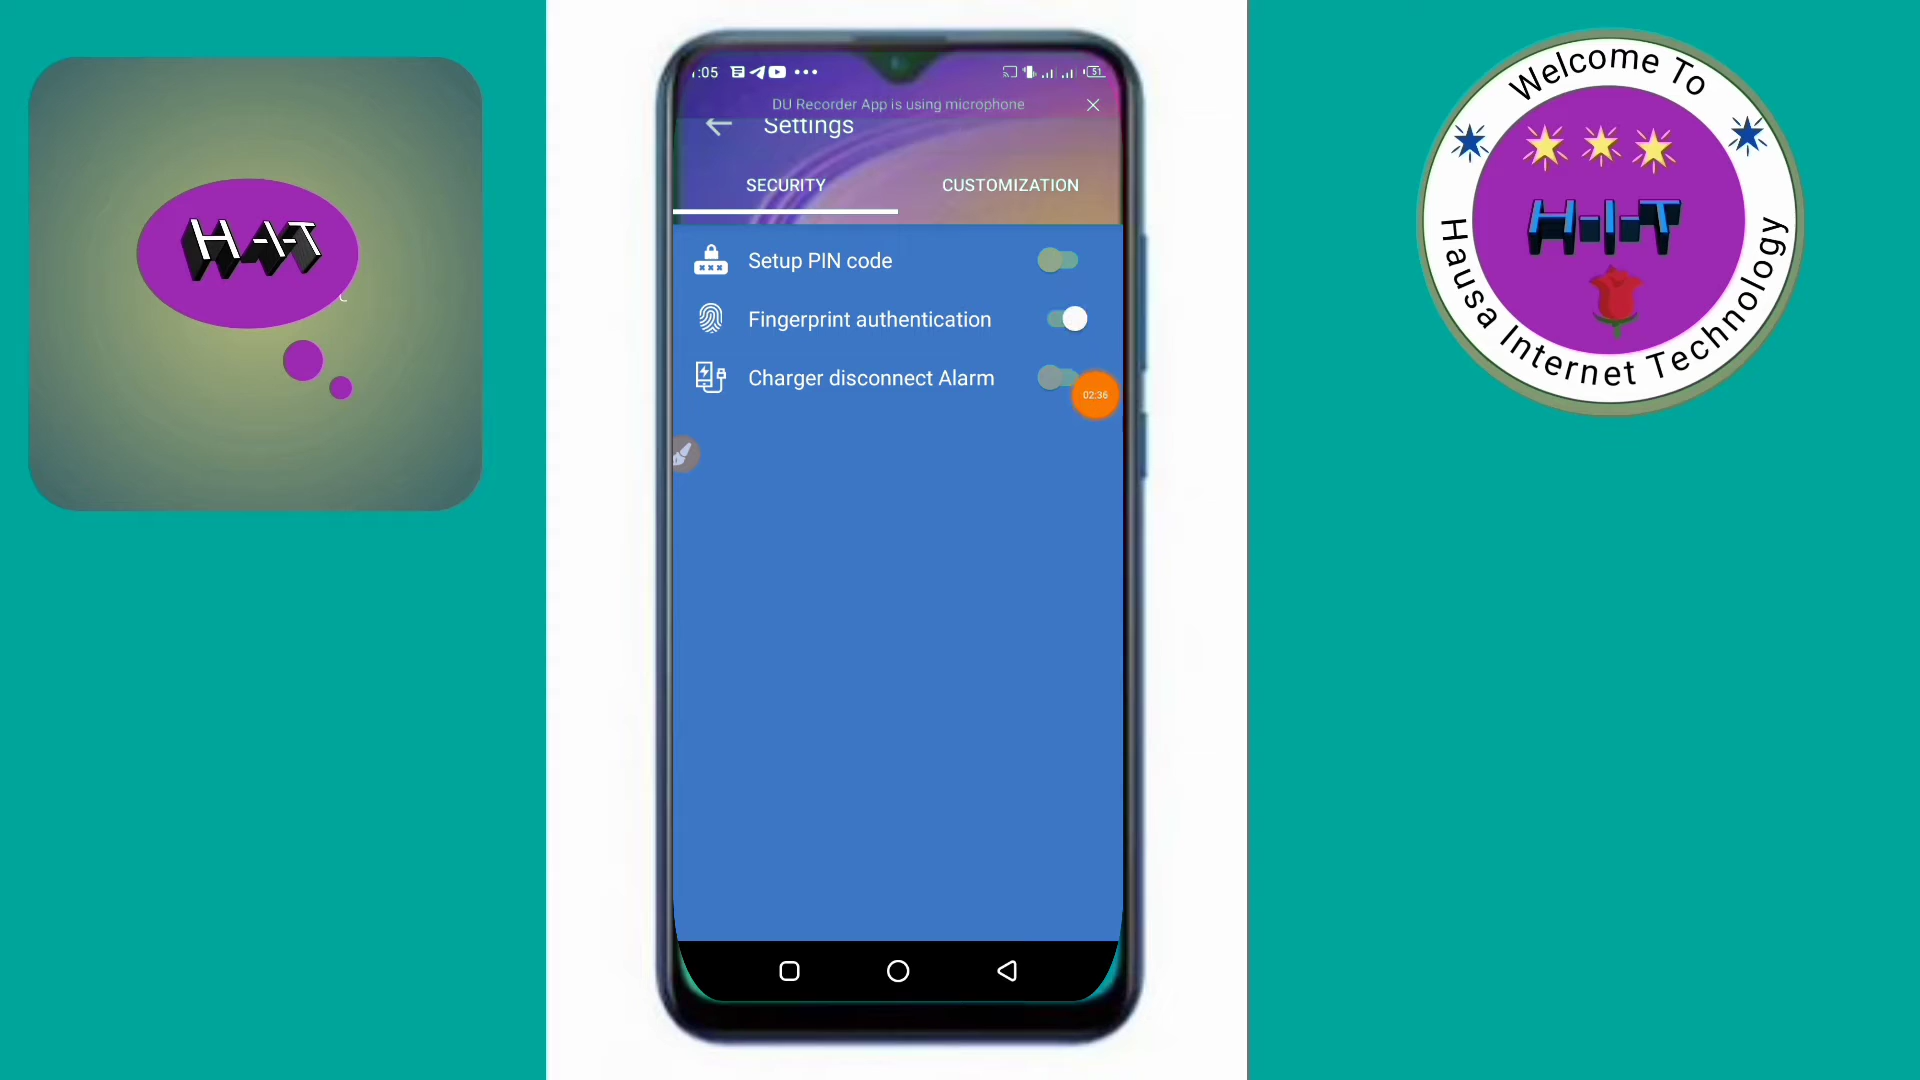 H-I-T
:05
51
DU Recorder App is using microphone
Settings
SECURITY
CUSTOMIZATION
Setup PIN code
Fingerprint authentication
Charger disconnect Alarm
02:36
Welcome To
H-I-T
Hausa Internet Technology